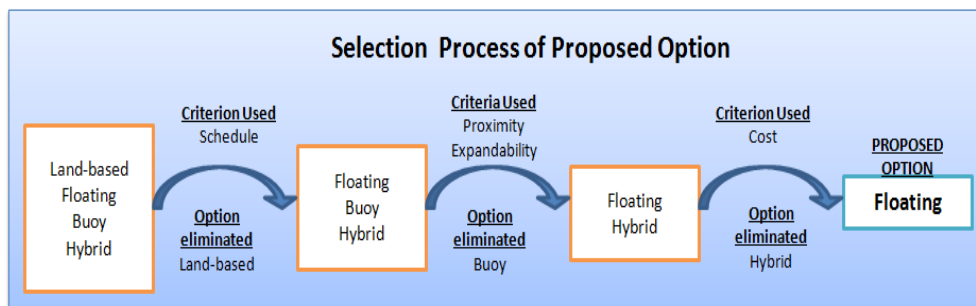 Selection Process of Proposed Option
Land-based
Floating
Buoy
Hybrid
Criterion Used
Schedule
Option
eliminated
Land-based
Floating
Buoy
Hybrid
Criteria Used
Proximity
Expandability
Option
eliminated
Buoy
Floating
Hybrid
Criterion Used
Cost
Option
eliminated
Hybrid
PROPOSED
OPTION
Floating